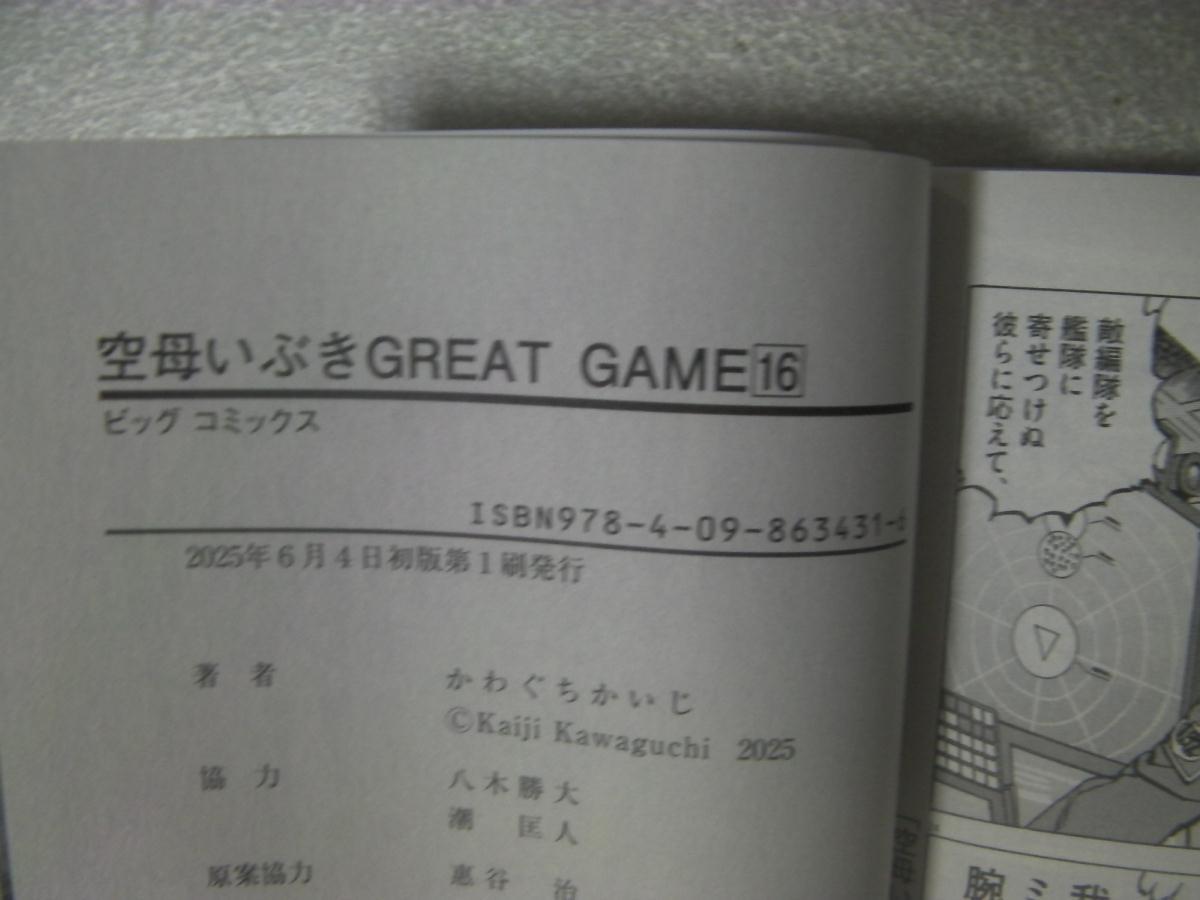 空母いぶきGREAT GAME16
ビッグ コミックス
ISBN978-4-09-863431-6
2025年6月4日初版第1刷発行
著者 かわぐちかいじ
©Kaiji Kawaguchi 2025
協力 八木勝大
潮匡人
原案協力 惠谷治
敵編隊を
艦隊に
寄せつけぬ
彼らに応えて、